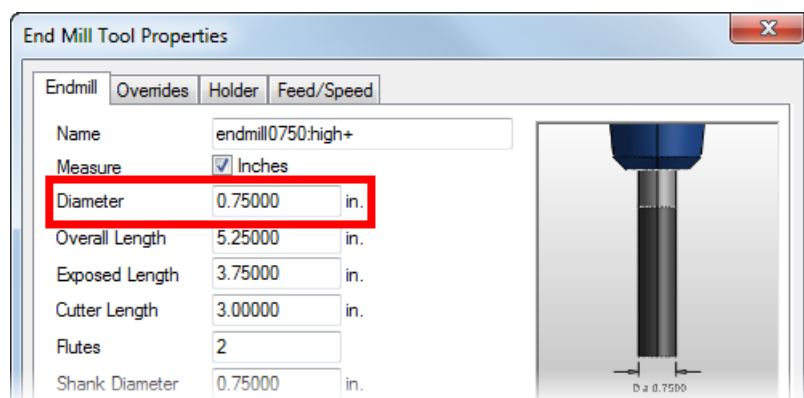 End Mill Tool Properties
x
Endmill Overrides Holder Feed/Speed
Name endmill0750:high+
Measure Inches
Diameter 0.75000 in.
Overall Length 5.25000 in.
Exposed Length 3.75000 in.
Cutter Length 3.00000 in.
Flutes 2
Shank Diameter 0.75000 in.
D a 0.7500